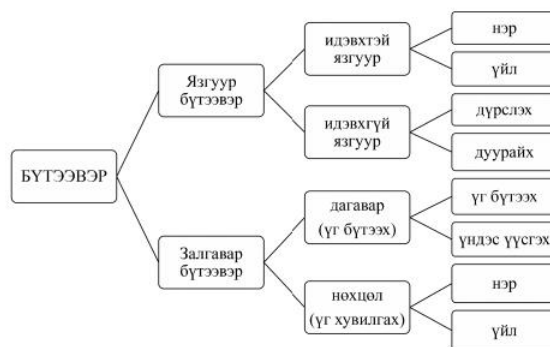 БҮТЭЭВЭР
Язгуур
бүтээвэр
идэвхтэй
язгуур
нэр
үйл
идэвхгүй
язгуур
дүрслэх
дуурайх
Залгавар
бүтээвэр
дагавар
(үг бүтээх)
үг бүтээх
үндэс үүсгэх
нөхцөл
(үг хувилгах)
нэр
үйл